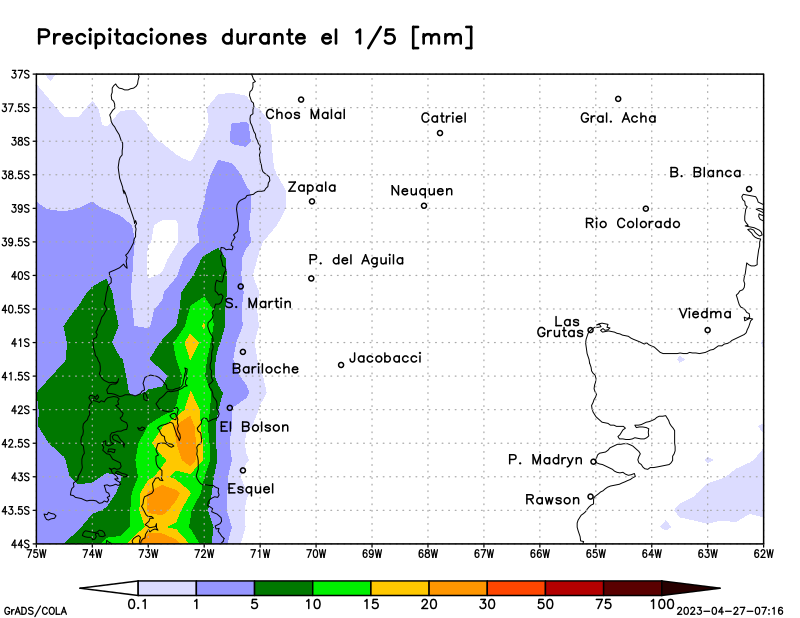 Precipitaciones durante el 1/5 [mm]
37S
37.5S
Chos Malal
Catriel
Gral. Acha
38S
38.5S
B. Blanca
Zapala
Neuquen
39S
Rio Colorado
39.5S
P. del Aguila
40S
S. Martin
40.5S
Las
Grutas
Viedma
41S
Jacobacci
Bariloche
41.5S
42S
El Bolson
42.5S
P. Madryn
43S
Esquel
Rawson
43.5S
44S
75W 74W 73W 72W 71W 70W 69W 68W 67W 66W 65W 64W 63W 62W
0.1 1 5 10 15 20 30 50 75 100
GrADS/COLA
2023-04-27-07:16